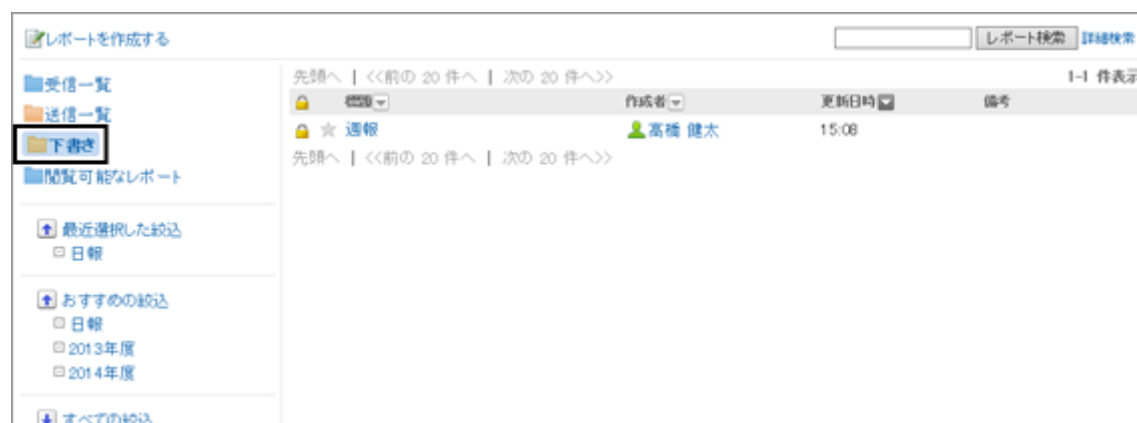 レポートを作成する
レポート検索 詳細検索
受信一覧
送信一覧
下書き
閲覧可能なレポート
最近選択した絞込
日報
おすすめの絞込
日報
2013年度
2014年度
すべての絞込
先頭へ | <<前の 20 件へ | 次の 20 件へ>>
1-1 件表示
標題 作成者 更新日時 備考
週報 高橋 健太 15:08
先頭へ | <<前の 20 件へ | 次の 20 件へ>>